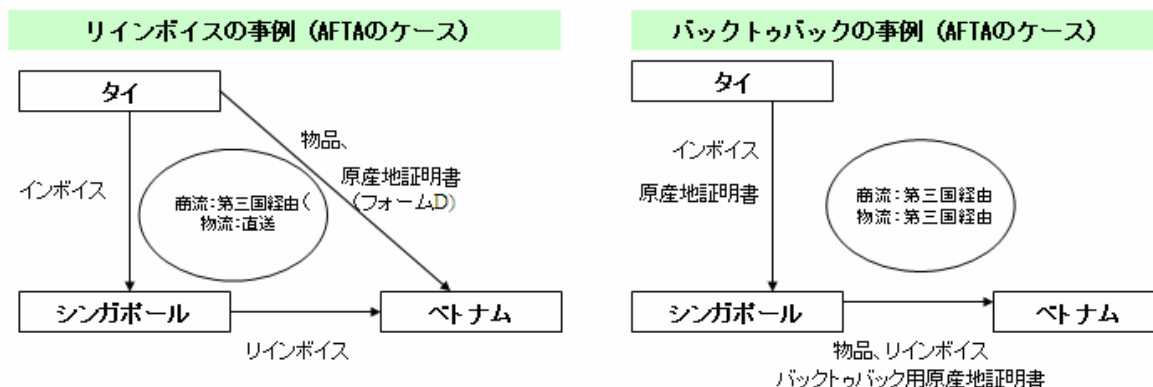 リインボイスの事例（AFTAのケース）
タイ
物品、
インボイス
原産地証明書
（フォームD）
商流：第三国経由（
物流：直送
シンガポール
ベトナム
リインボイス
バックトゥバックの事例（AFTAのケース）
タイ
インボイス
原産地証明書
商流：第三国経由
物流：第三国経由
シンガポール
ベトナム
物品、リインボイス
バックトゥバック用原産地証明書